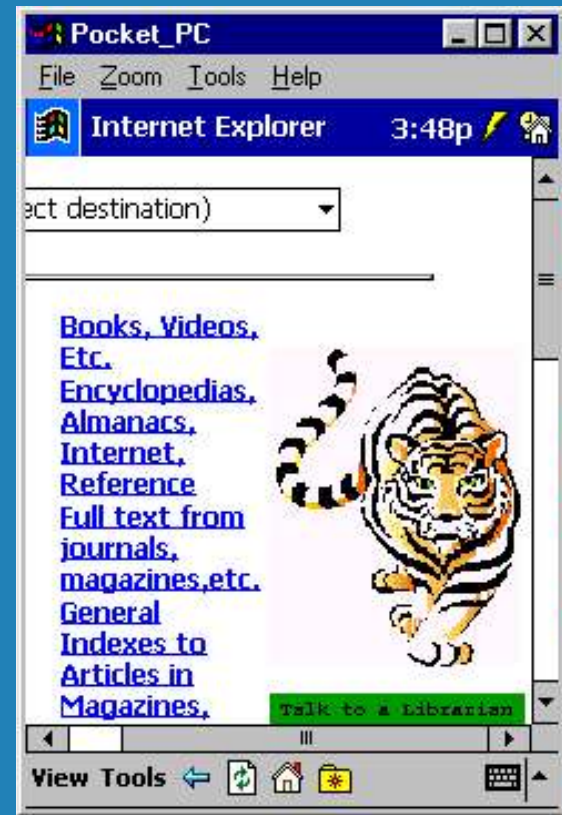 Pocket_PC
File Zoom Tools Help
Internet Explorer 3:48p
ect destination)
Books, Videos,
Etc.
Encyclopedias,
Almanacs,
Internet,
Reference
Full text from
journals,
magazines,etc.
General
Indexes to
Articles in
Magazines,
Talk to a Librarian
View Tools